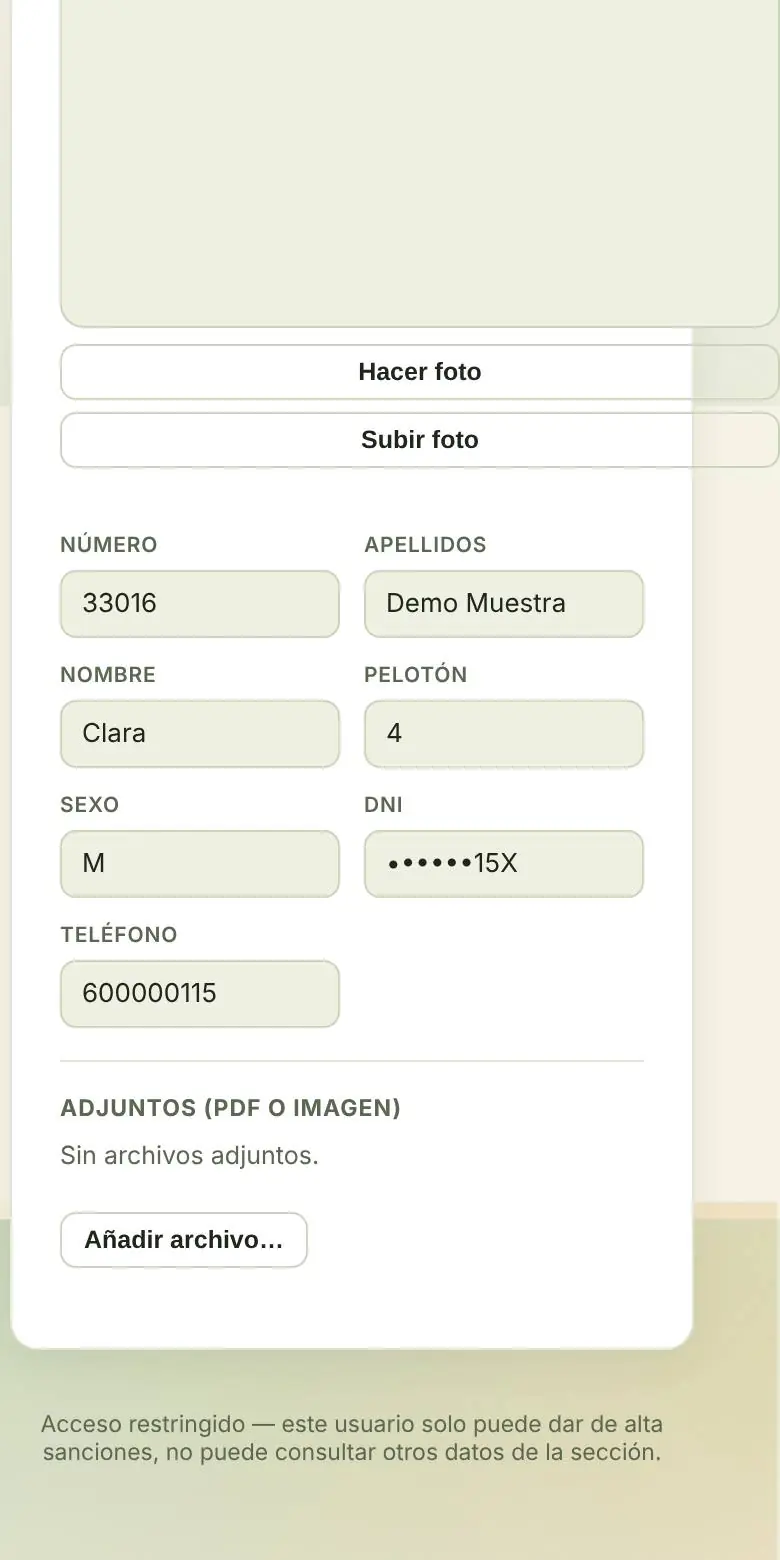 Hacer foto
Subir foto
NÚMERO APELLIDOS
33016 Demo Muestra
NOMBRE PELOTÓN
Clara 4
SEXO DNI
M ••••••15X
TELÉFONO
600000115
ADJUNTOS (PDF O IMAGEN)
Sin archivos adjuntos.
Añadir archivo...
Acceso restringido — este usuario solo puede dar de alta
sanciones, no puede consultar otros datos de la sección.